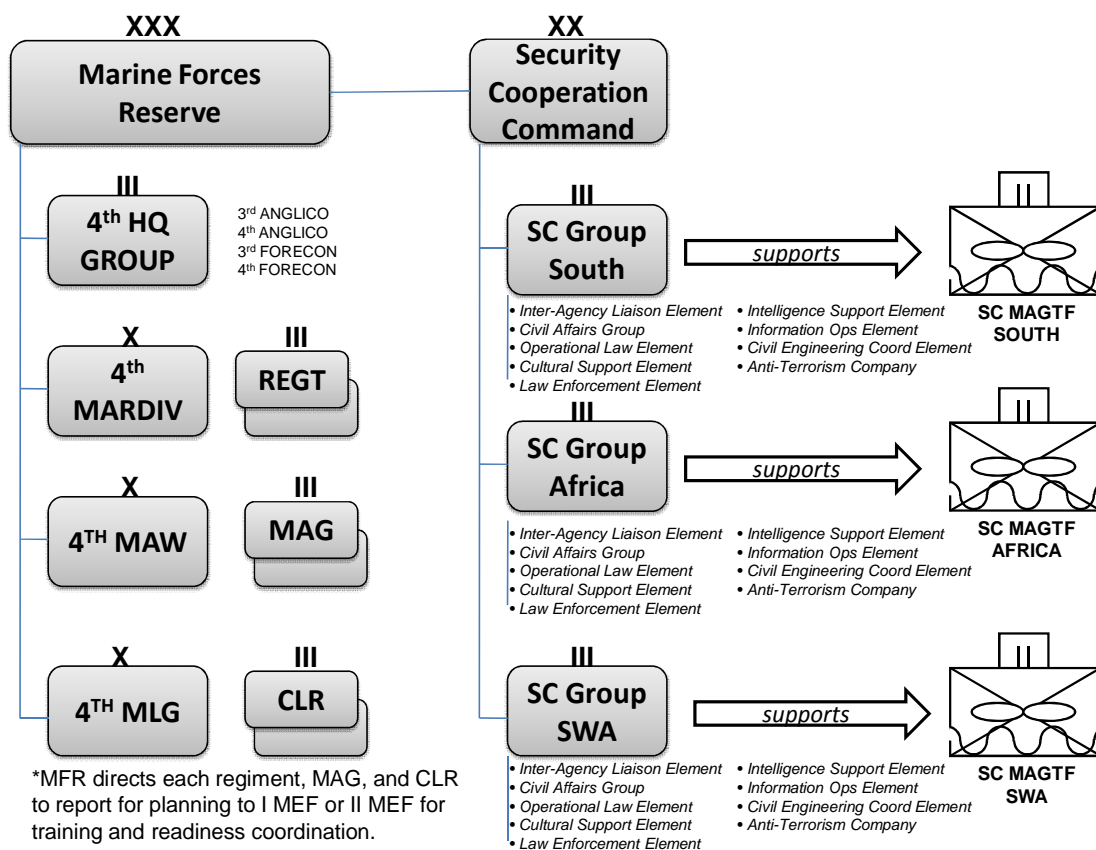 XXX
Marine Forces
Reserve
XX
Security
Cooperation
Command
III
4th HQ
GROUP
3rd ANGLICO
4th ANGLICO
3rd FORECON
4th FORECON
X
4th
MARDIV
III
REGT
X
4TH MAW
III
MAG
X
4TH MLG
III
CLR
*MFR directs each regiment, MAG, and CLR
to report for planning to I MEF or II MEF for
training and readiness coordination.
III
SC Group
South
supports
II
SC MAGTF
SOUTH
• Inter-Agency Liaison Element
• Civil Affairs Group
• Operational Law Element
• Cultural Support Element
• Law Enforcement Element
• Intelligence Support Element
• Information Ops Element
• Civil Engineering Coord Element
• Anti-Terrorism Company
III
SC Group
Africa
supports
II
SC MAGTF
AFRICA
• Inter-Agency Liaison Element
• Civil Affairs Group
• Operational Law Element
• Cultural Support Element
• Law Enforcement Element
• Intelligence Support Element
• Information Ops Element
• Civil Engineering Coord Element
• Anti-Terrorism Company
III
SC Group
SWA
supports
II
SC MAGTF
SWA
• Inter-Agency Liaison Element
• Civil Affairs Group
• Operational Law Element
• Cultural Support Element
• Law Enforcement Element
• Intelligence Support Element
• Information Ops Element
• Civil Engineering Coord Element
• Anti-Terrorism Company